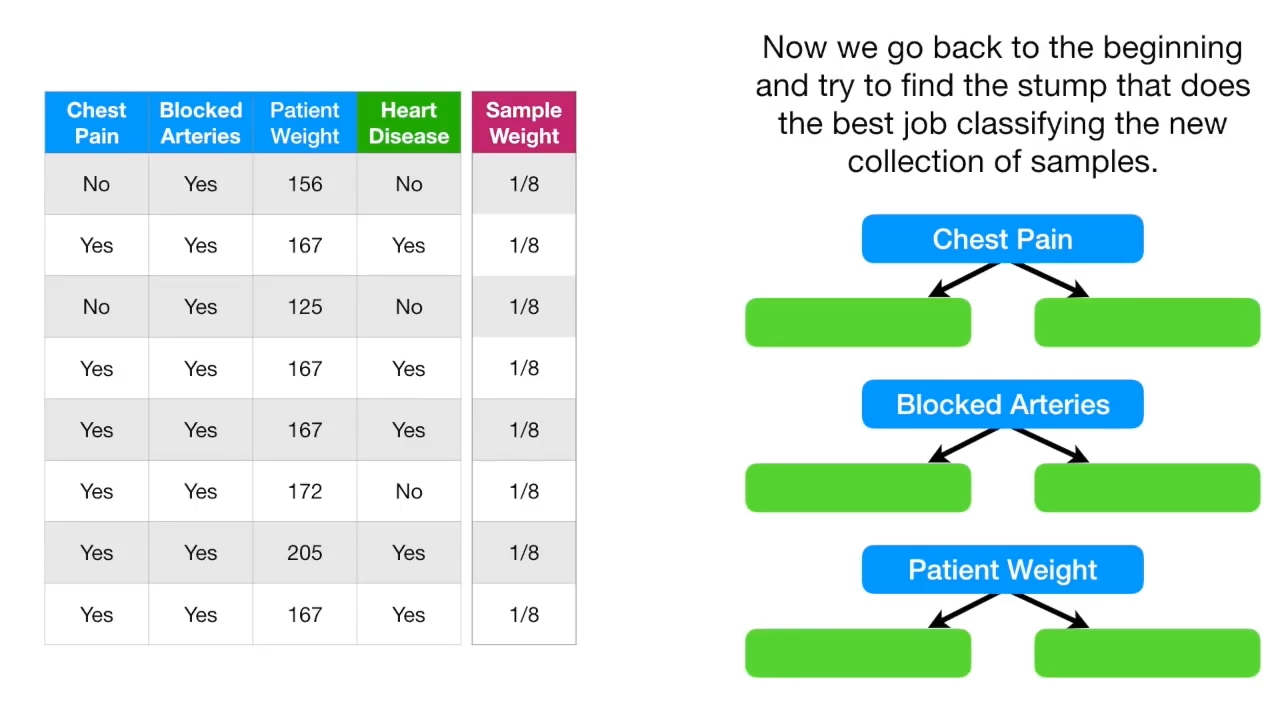 Now we go back to the beginning
and try to find the stump that does
the best job classifying the new
collection of samples.
Chest Pain Blocked Arteries Patient Weight Heart Disease Sample Weight
No Yes 156 No 1/8
Yes Yes 167 Yes 1/8
No Yes 125 No 1/8
Yes Yes 167 Yes 1/8
Yes Yes 167 Yes 1/8
Yes Yes 172 No 1/8
Yes Yes 205 Yes 1/8
Yes Yes 167 Yes 1/8
Chest Pain
Blocked Arteries
Patient Weight